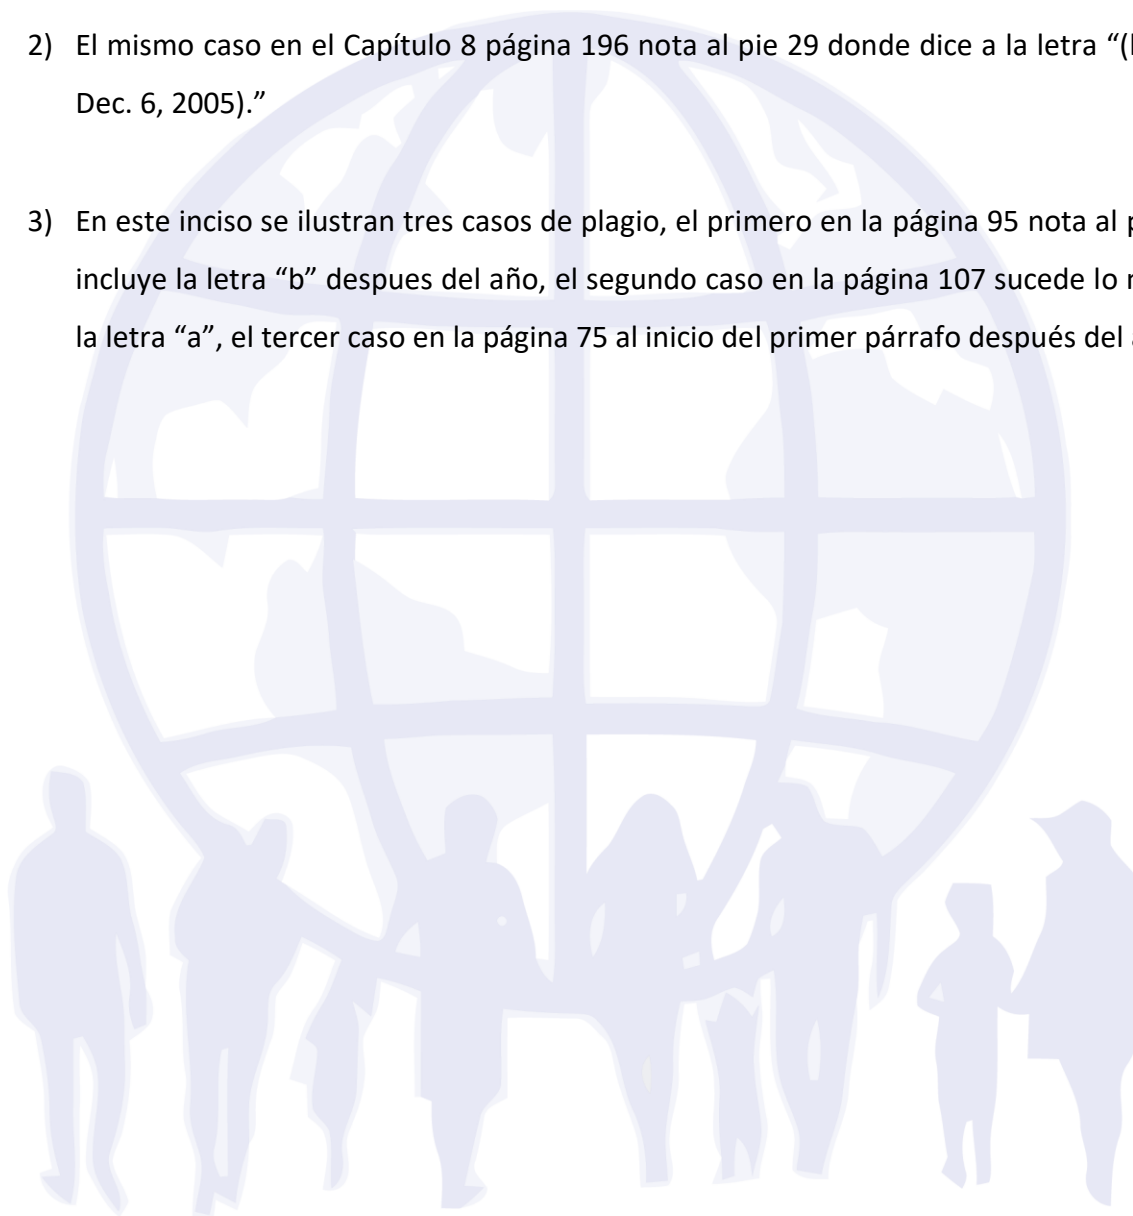 2) El mismo caso en el Capítulo 8 página 196 nota al pie 29 donde dice a la letra “(
Dec. 6, 2005).”
3) En este inciso se ilustran tres casos de plagio, el primero en la página 95 nota al
incluye la letra “b” despues del año, el segundo caso en la página 107 sucede lo
la letra “a”, el tercer caso en la página 75 al inicio del primer párrafo después del